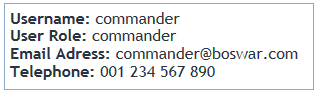 Username: commander
User Role: commander
Email Adress: commander@boswar.com
Telephone: 001 234 567 890